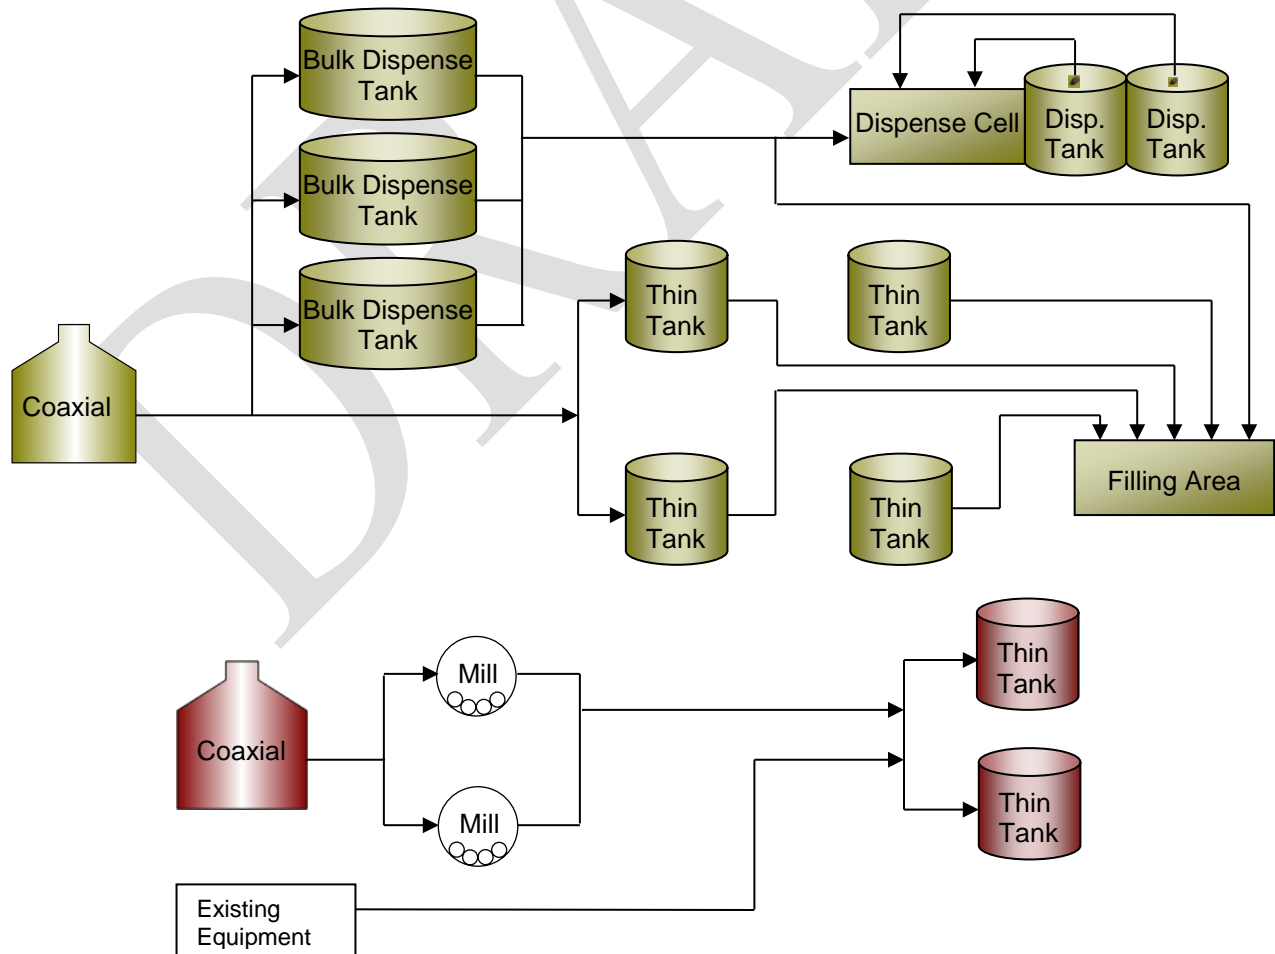 Bulk Dispense
Tank
Dispense Cell
Disp.
Tank
Disp.
Tank
Bulk Dispense
Tank
Bulk Dispense
Tank
Thin
Tank
Thin
Tank
Coaxial
Thin
Tank
Thin
Tank
Filling Area
Mill
Thin
Tank
Coaxial
Mill
Thin
Tank
Existing
Equipment